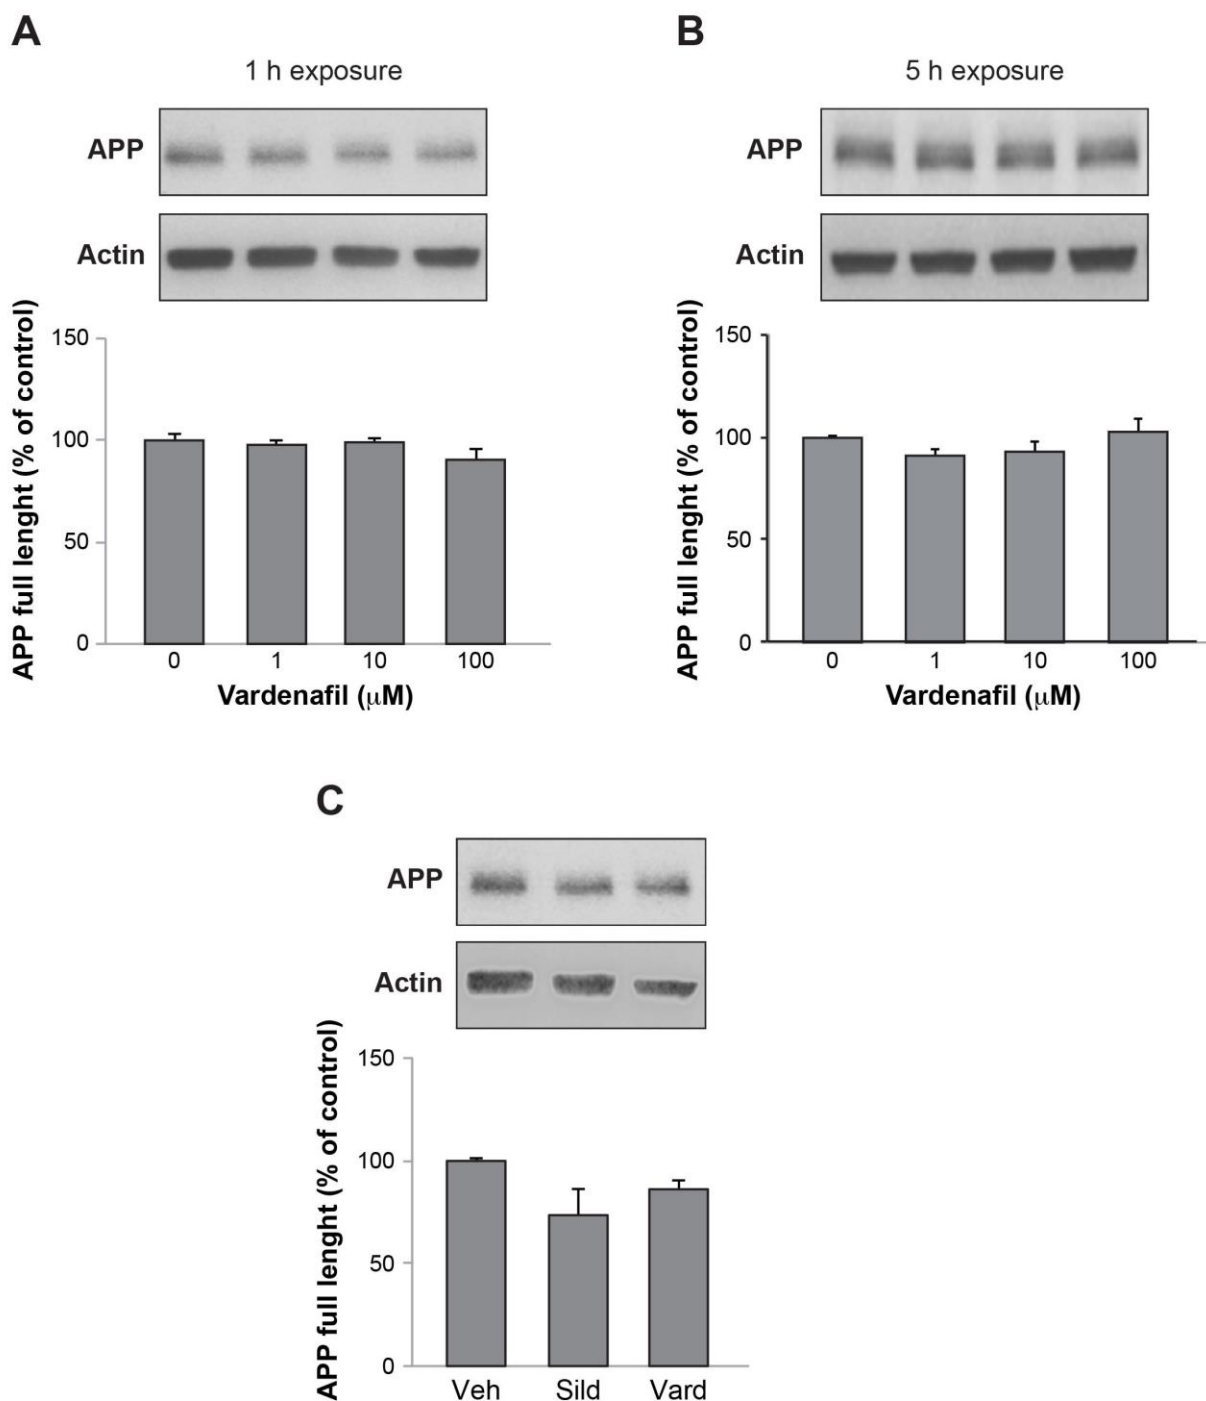 A
1 h exposure
APP
Actin
APP full lenght (% of control)
150
100
50
0
0 1 10 100
Vardenafil (μM)
B
5 h exposure
APP
Actin
APP full lenght (% of control)
150
100
50
0
0 1 10 100
Vardenafil (μM)
C
APP
Actin
APP full lenght (% of control)
150
100
50
0
Veh Sild Vard